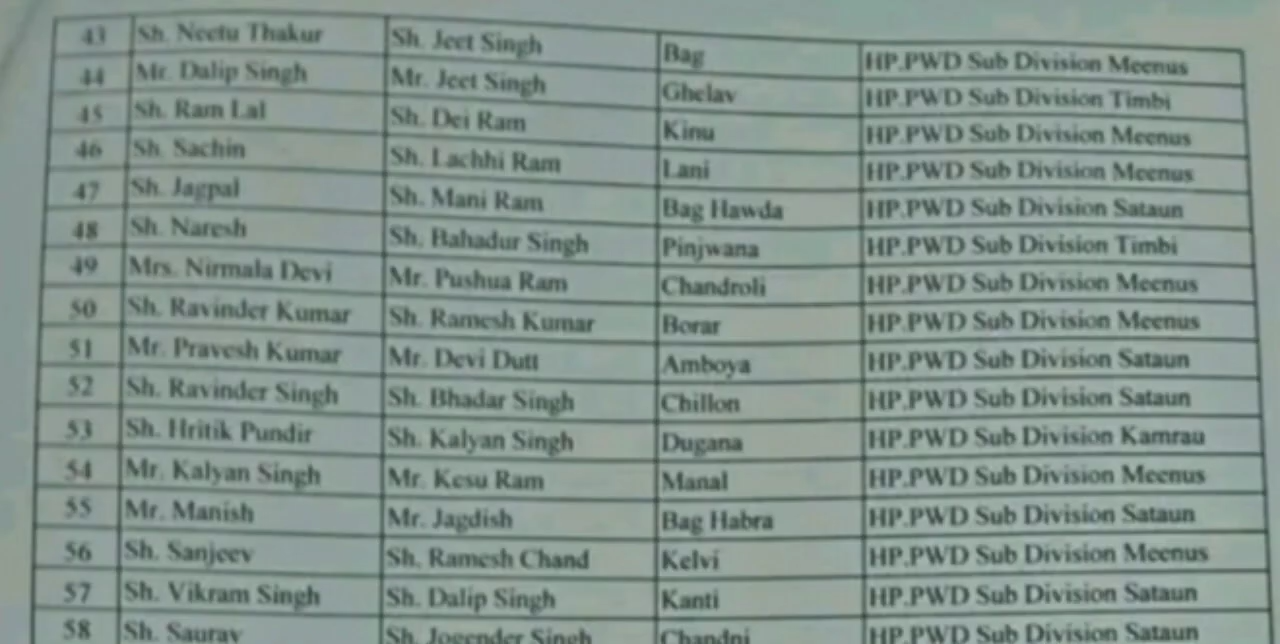 43 Sh. Neetu Thakur Sh. Jeet Singh Bag HP.PWD Sub Division Meenus
44 Mr. Dalip Singh Mr. Jeet Singh Ghelav HP.PWD Sub Division Timbi
45 Sh. Ram Lal Sh. Dei Ram Kinu HP.PWD Sub Division Meenus
46 Sh. Sachin Sh. Lachhi Ram Lani HP.PWD Sub Division Meenus
47 Sh. Jagpal Sh. Mani Ram Bag Hawda HP.PWD Sub Division Sataun
48 Sh. Naresh Sh. Bahadur Singh Pinjwana HP.PWD Sub Division Timbi
49 Mrs. Nirmala Devi Mr. Pushua Ram Chandroli HP.PWD Sub Division Meenus
50 Sh. Ravinder Kumar Sh. Ramesh Kumar Borar HP.PWD Sub Division Meenus
51 Mr. Pravesh Kumar Mr. Devi Dutt Amboya HP.PWD Sub Division Sataun
52 Sh. Ravinder Singh Sh. Bhadar Singh Chillon HP.PWD Sub Division Sataun
53 Sh. Hritik Pundir Sh. Kalyan Singh Dugana HP.PWD Sub Division Kamrau
54 Mr. Kalyan Singh Mr. Kesu Ram Manal HP.PWD Sub Division Meenus
55 Mr. Manish Mr. Jagdish Bag Habra HP.PWD Sub Division Sataun
56 Sh. Sanjeev Sh. Ramesh Chand Kelvi HP.PWD Sub Division Meenus
57 Sh. Vikram Singh Sh. Dalip Singh Kanti HP.PWD Sub Division Sataun
58 Sh. Saurav Sh. Jogender Singh Chandni HP.PWD Sub Division Sataun